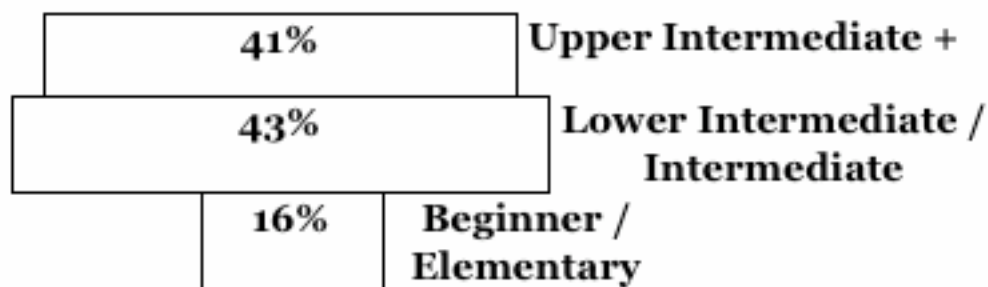 41% Upper Intermediate +
43% Lower Intermediate /
Intermediate
16% Beginner /
Elementary